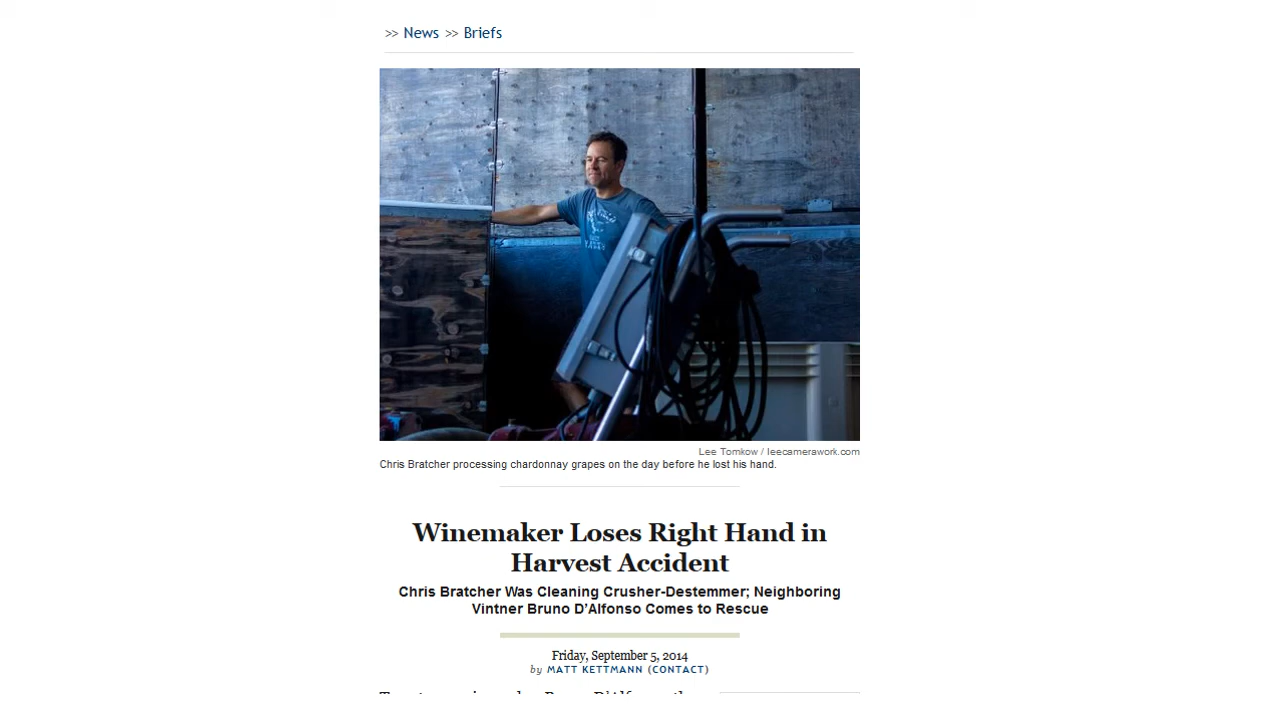 >> News >> Briefs
Lee Tomkow / leecamerawork.com
Chris Bratcher processing chardonnay grapes on the day before he lost his hand.
Winemaker Loses Right Hand in
Harvest Accident
Chris Bratcher Was Cleaning Crusher-Destemmer; Neighboring
Vintner Bruno D’Alfonso Comes to Rescue
Friday, September 5, 2014
by MATT KETTMANN (CONTACT)